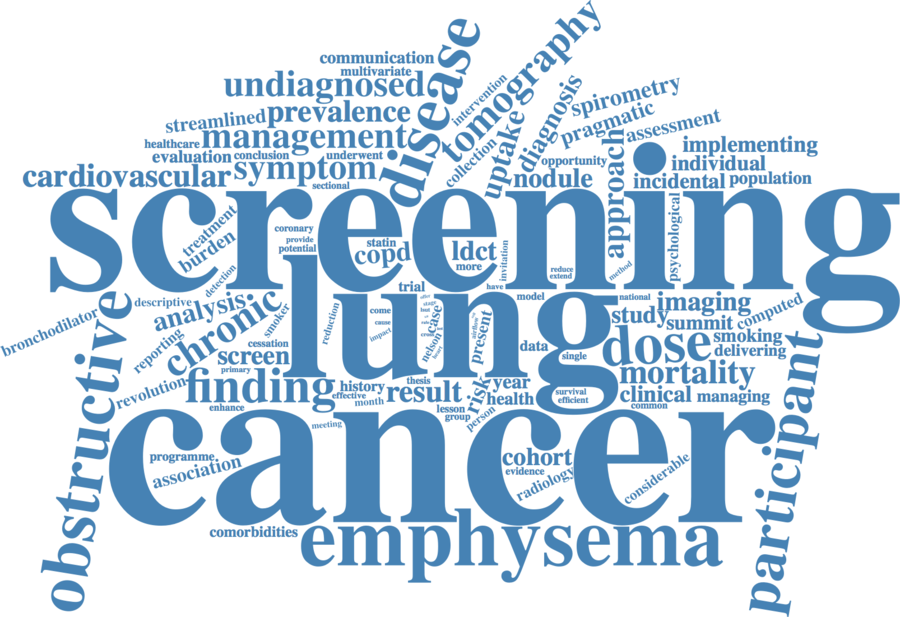 communication
multivariate
undiagnosed
disease
tomography
intervention
streamlined
prevalence
healthcare
management
collection
uptake
diagnosis
spirometry
pragmatic
assessment
evaluation
conclusion
underwent
opportunity
approach
implementing
cardiovascular
symptom
sectional
nodule
individual
incidental
population
screening
treatment
burden
detection
coronary
provide
potential
statin
copd
ldct
more
invitation
reduce
extend
method
psychological
lung
obstructive
bronchodilator
descriptive
analysis
reporting
chronic
smoker
cessation
screen
primary
reduction
trial
come
cause
impact
after
stage
but
rate
cross
case
nelson
heart
airflow
present
have
model
data
single
national
study
imaging
summit
computed
smoking
delivering
dose
mortality
revolution
finding
enhance
history
effective
month
thesis
result
risk
year
health
lesson
group
person
survival
efficient
clinical
managing
common
participant
cancer
meeting
programme
association
cohort
evidence
radiology
considerable
comorbidities
emphysema